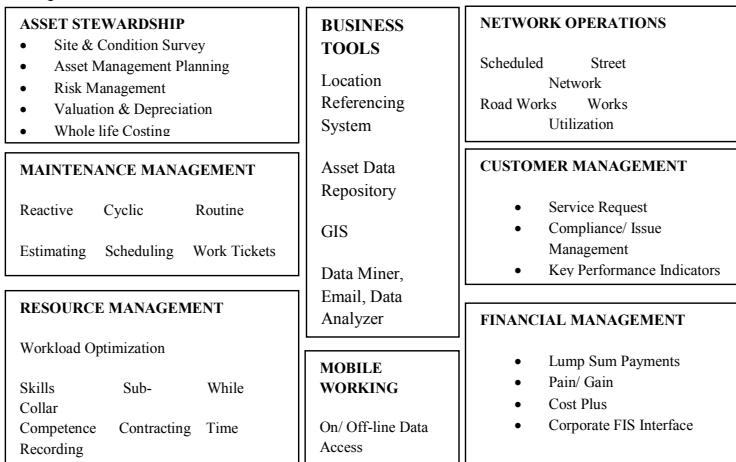 ASSET STEWARDSHIP
• Site & Condition Survey
• Asset Management Planning
• Risk Management
• Valuation & Depreciation
• Whole life Costing
MAINTENANCE MANAGEMENT
Reactive Cyclic Routine
Estimating Scheduling Work Tickets
RESOURCE MANAGEMENT
Workload Optimization
Skills Sub- While
Collar
Competence Contracting Time
Recording
BUSINESS
TOOLS
Location
Referencing
System
Asset Data
Repository
GIS
Data Miner,
Email, Data
Analyzer
MOBILE
WORKING
On/ Off-line Data
Access
NETWORK OPERATIONS
Scheduled Street
Network
Road Works Works
Utilization
CUSTOMER MANAGEMENT
• Service Request
• Compliance/ Issue
Management
• Key Performance Indicators
FINANCIAL MANAGEMENT
• Lump Sum Payments
• Pain/ Gain
• Cost Plus
• Corporate FIS Interface